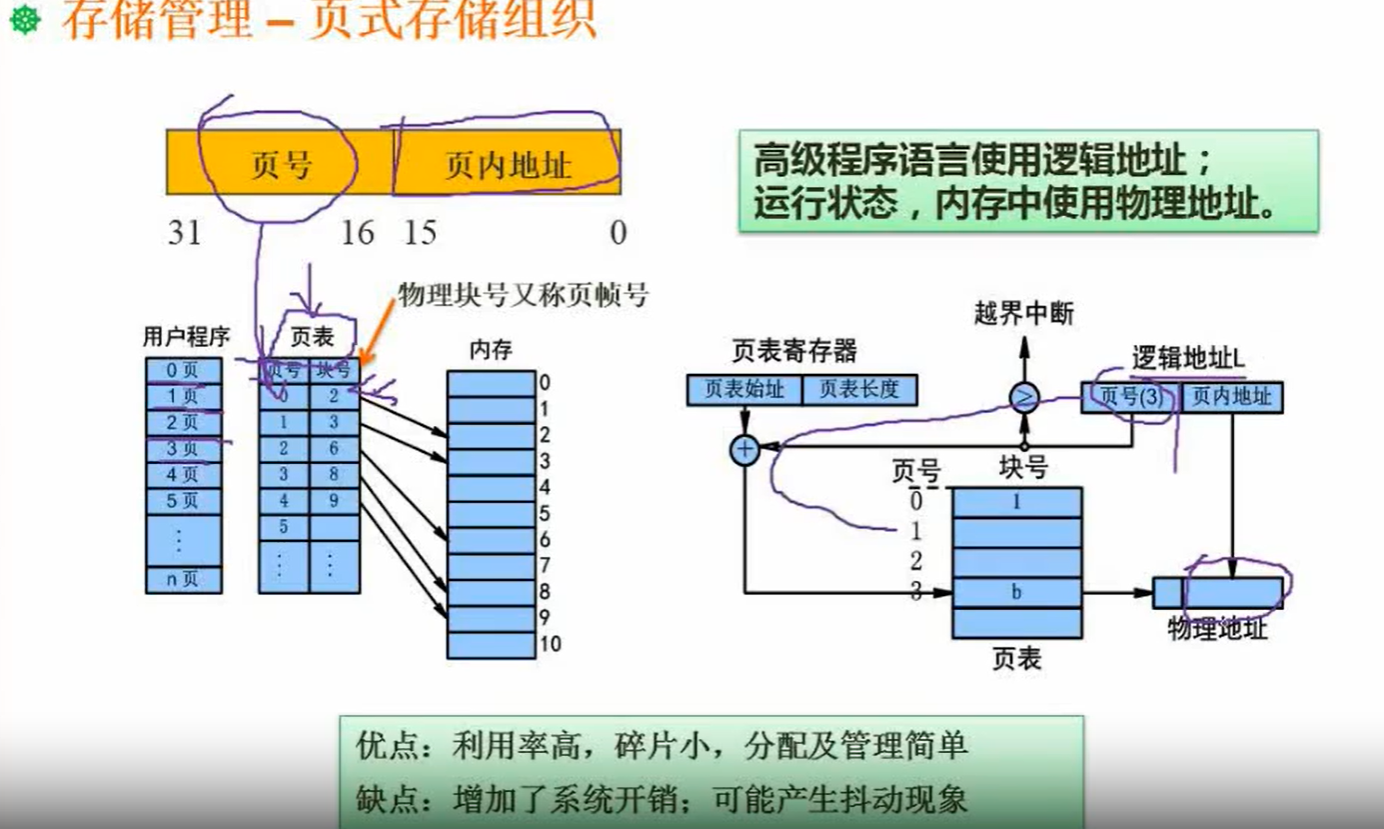 存储管理 – 页式存储组织
页号 页内地址
31 16 15 0
高级程序语言使用逻辑地址；
运行状态，内存中使用物理地址。
物理块号又称页帧号
用户程序
0 页
1 页
2 页
3 页
4 页
5 页
⋮
n 页
页表
页号 块号
0 2
1 3
2 6
3 8
4 9
5
⋮ ⋮
内存
0
1
2
3
4
5
6
7
8
9
10
越界中断
页表寄存器
页表始址 页表长度
>
逻辑地址L
页号(3) 页内地址
+
页号 块号
0 1
1
2
3 b
页表
物理地址
优点：利用率高，碎片小，分配及管理简单
缺点：增加了系统开销；可能产生抖动现象